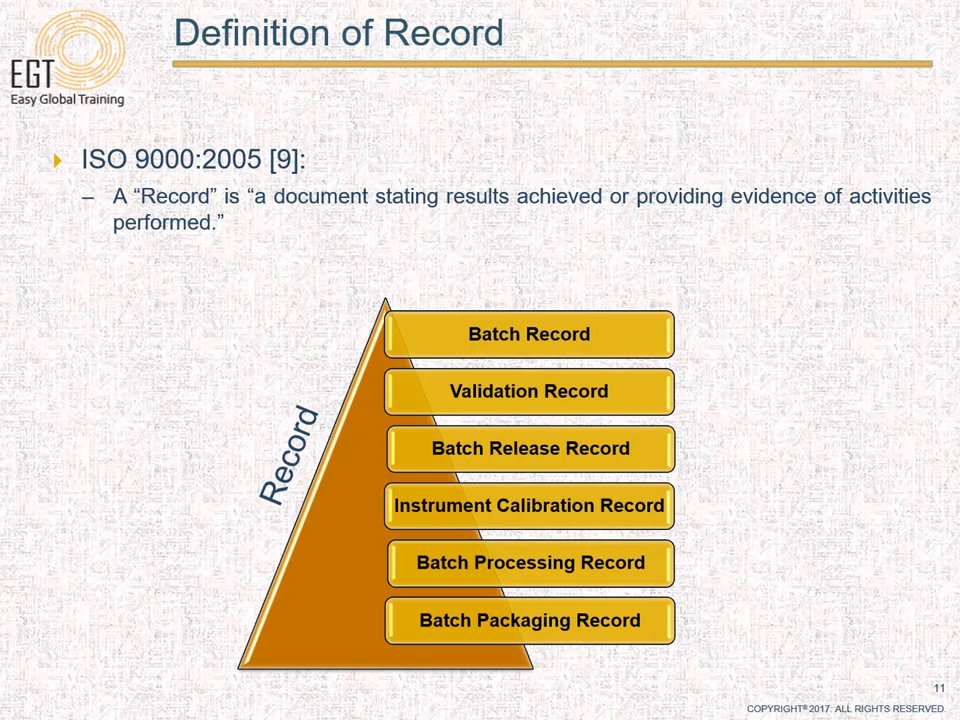 Definition of Record
EGT
Easy Global Training
ISO 9000:2005 [9]:
– A “Record” is “a document stating results achieved or providing evidence of activities
performed.”
Record
Batch Record
Validation Record
Batch Release Record
Instrument Calibration Record
Batch Processing Record
Batch Packaging Record
11
COPYRIGHT® 2017. ALL RIGHTS RESERVED.